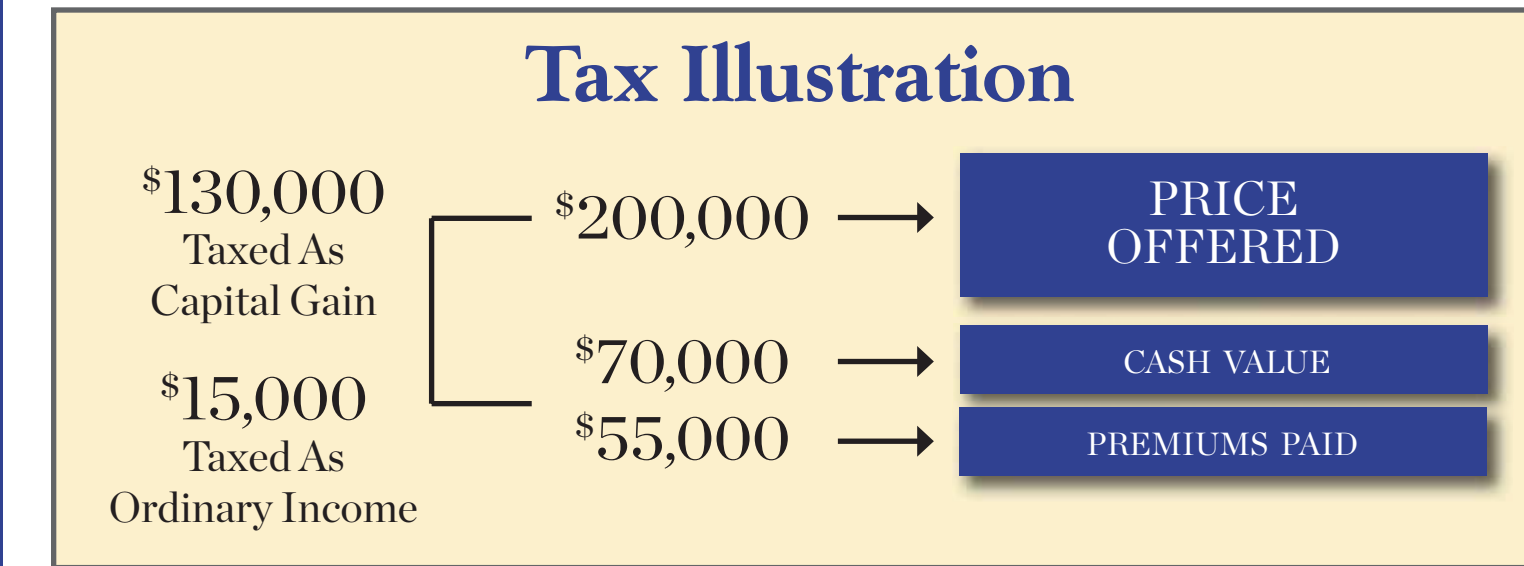 Tax Illustration
$130,000
Taxed As
Capital Gain
$15,000
Taxed As
Ordinary Income
$200,000
PRICE
OFFERED
$70,000
CASH VALUE
$55,000
PREMIUMS PAID